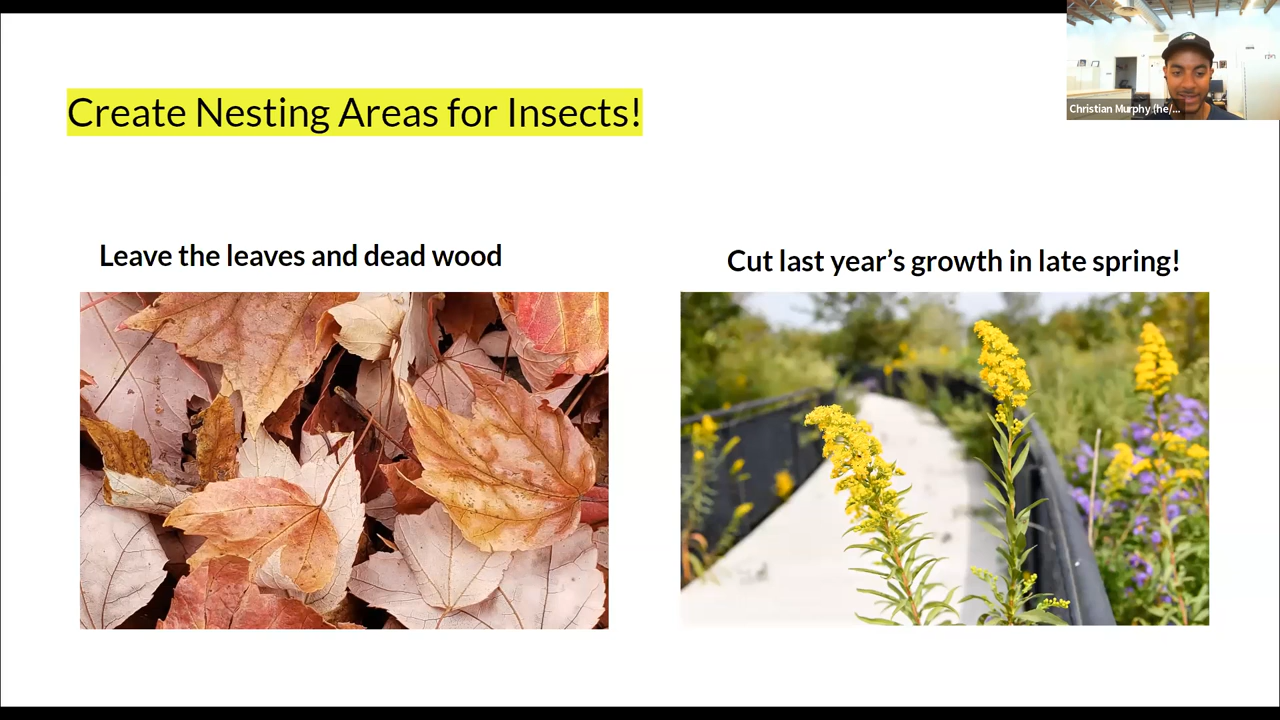 Create Nesting Areas for Insects!
Christian Murphy (he/...
Leave the leaves and dead wood
Cut last year’s growth in late spring!